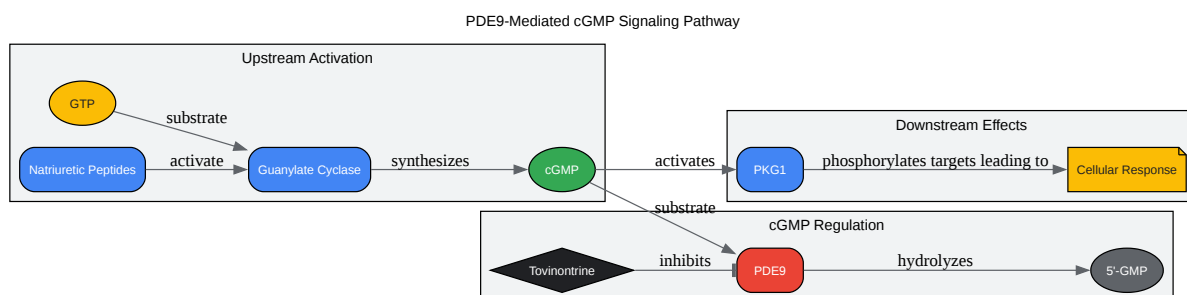 PDE9-Mediated cGMP Signaling Pathway
Upstream Activation
GTP
substrate
Natriuretic Peptides
activate
Guanylate Cyclase
synthesizes
cGMP
activates
Downstream Effects
PKG1
phosphorylates targets leading to
Cellular Response
substrate
cGMP Regulation
Tovinontrine
inhibits
PDE9
hydrolyzes
5'-GMP